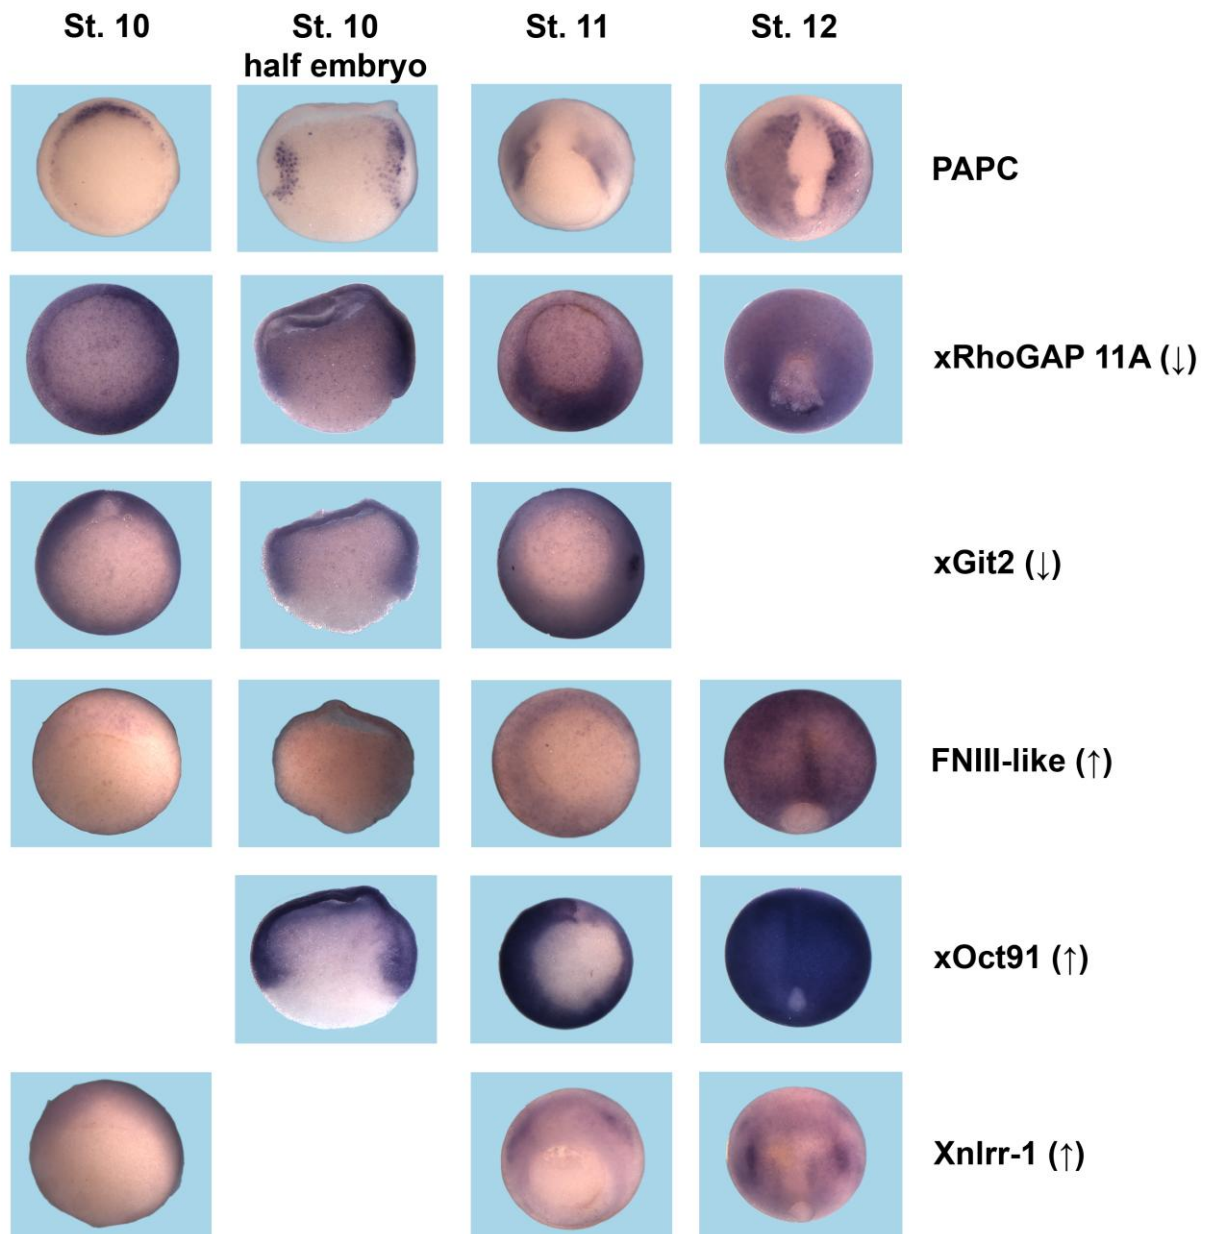 St. 10
St. 10
half embryo
St. 11
St. 12
PAPC
xRhoGAP 11A (↓)
xGit2 (↓)
FNIII-like (↑)
xOct91 (↑)
Xnlrr-1 (↑)